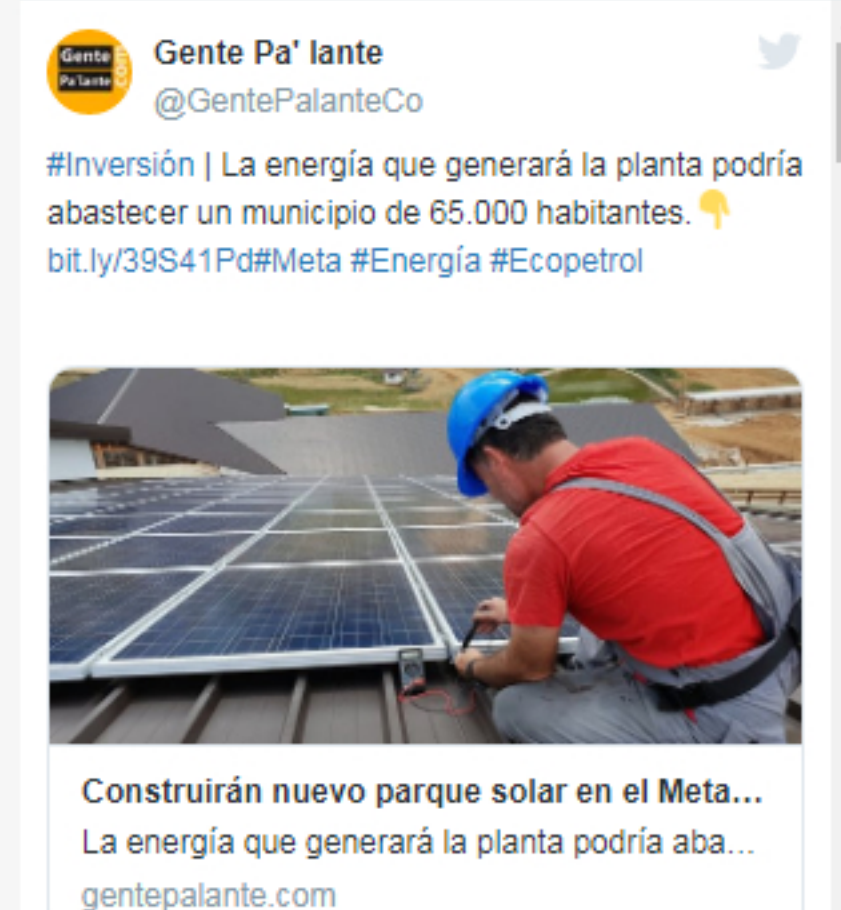 Gente
Pa'lante
.com
Gente Pa' lante
@GentePalanteCo
#Inversión | La energía que generará la planta podría
abastecer un municipio de 65.000 habitantes. 👇
bit.ly/39S41Pd#Meta #Energía #Ecopetrol
Construirán nuevo parque solar en el Meta...
La energía que generará la planta podría aba...
gentepalante.com